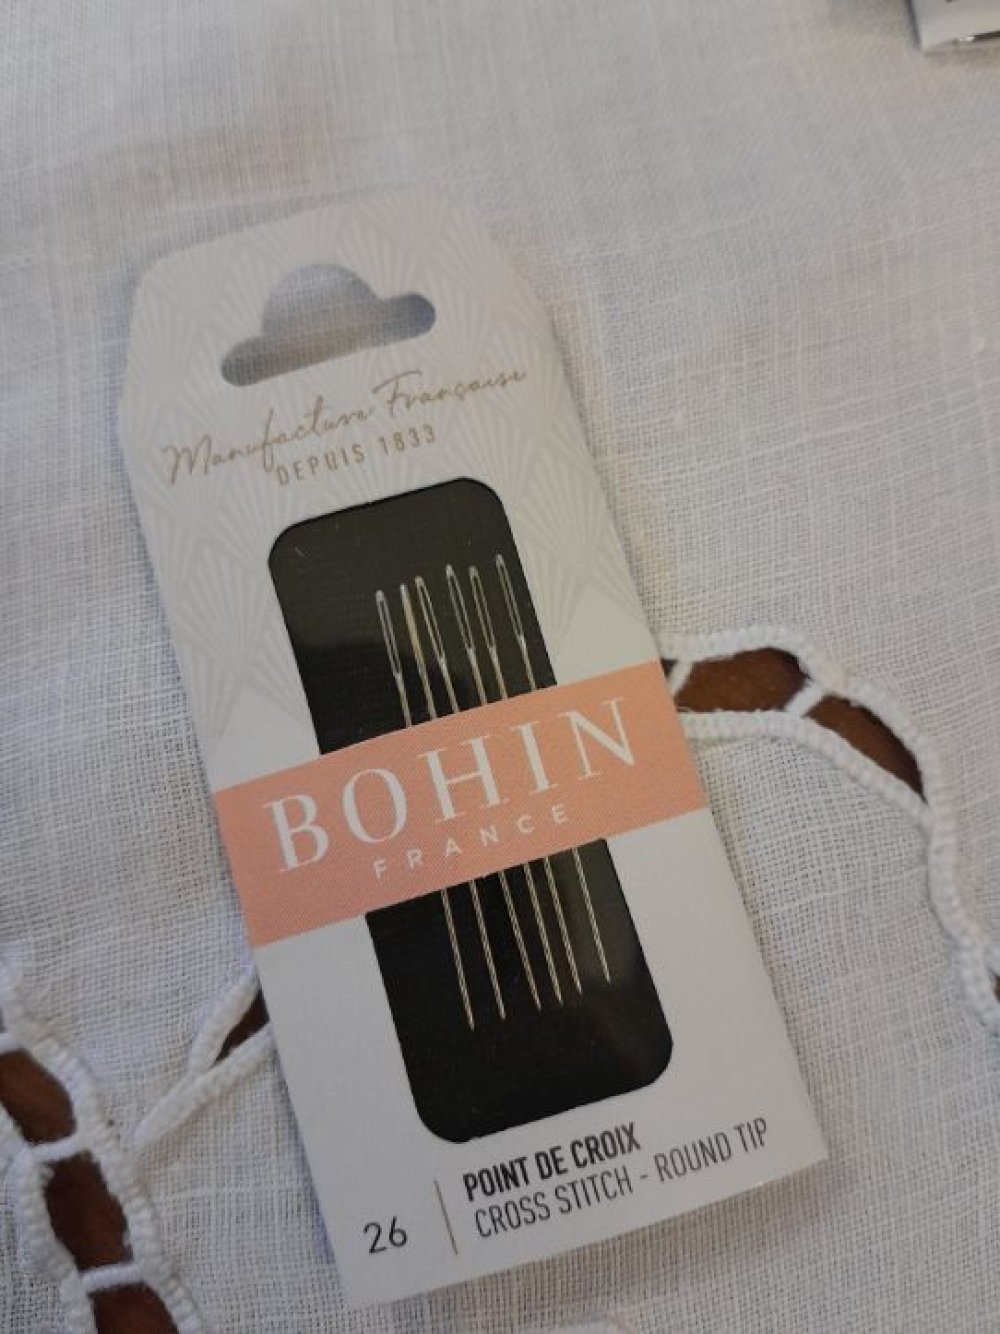 Manufacture Française
DEPUIS 1833
BOHIN
FRANCE
26
POINT DE CROIX
CROSS STITCH - ROUND TIP